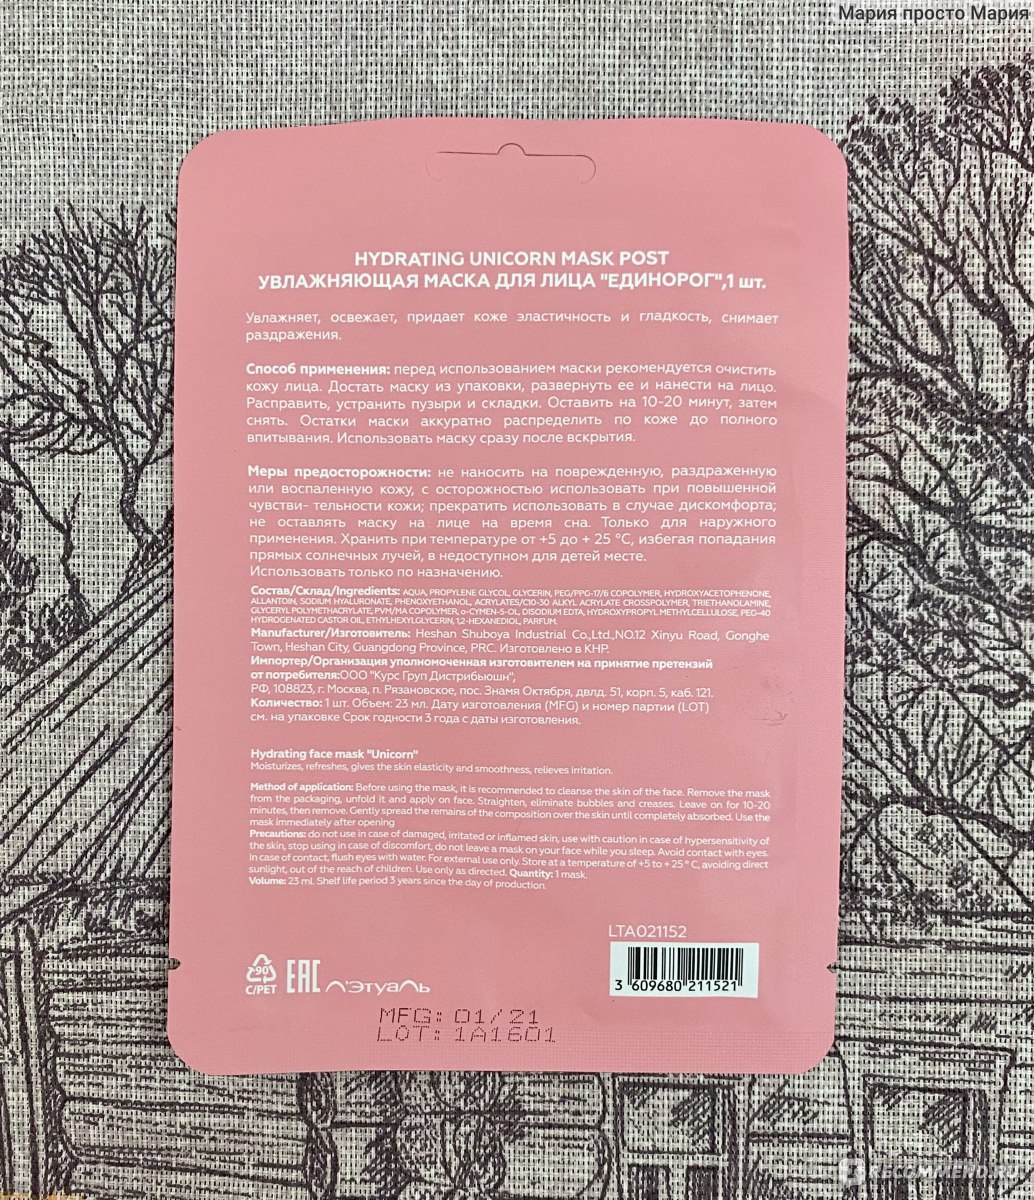 Мария просто Мария
HYDRATING UNICORN MASK POST
УВЛАЖНЯЮЩАЯ МАСКА ДЛЯ ЛИЦА "ЕДИНОРОГ",1 шт.
Увлажняет, освежает, придает коже эластичность и гладкость, снимает
раздражения.
Способ применения: перед использованием маски рекомендуется очистить
кожу лица. Достать маску из упаковки, развернуть ее и нанести на лицо.
Расправить, устранить пузыри и складки. Оставить на 10-20 минут, затем
снять. Остатки маски аккуратно распределить по коже до полного
впитывания. Использовать маску сразу после вскрытия.
Меры предосторожности: не наносить на поврежденную, раздраженную
или воспаленную кожу, с осторожностью использовать при повышенной
чувстви- тельности кожи; прекратить использовать в случае дискомфорта;
не оставлять маску на лице на время сна. Только для наружного
применения. Хранить при температуре от +5 до + 25 °C, избегая попадания
прямых солнечных лучей, в недоступном для детей месте.
Использовать только по назначению.
Состав/Склад/Ingredients: AQUA, PROPYLENE GLYCOL, GLYCERIN, PEG/PPG-17/6 COPOLYMER, HYDROXYACETOPHENONE,
ALLANTOIN, SODIUM HYALURONATE, PHENOXYETHANOL, ACRYLATES/C10-30 ALKYL ACRYLATE CROSSPOLYMER, TRIETHANOLAMINE,
GLYCERYL POLYMETHACRYLATE, PVM/MA COPOLYMER, o-CYMEN-5-OL, DISODIUM EDTA, HYDROXYPROPYL METHYLCELLULOSE, PEG-40
HYDROGENATED CASTOR OIL, ETHYLHEXYLGLYCERIN, 1,2-HEXANEDIOL, PARFUM.
Manufacturer/Изготовитель: Heshan Shuboya Industrial Co.,Ltd.,NO.12 Xinyu Road, Gonghe
Town, Heshan City, Guangdong Province, PRC. Изготовлено в КНР.
Импортер/Организация уполномоченная изготовителем на принятие претензий
от потребителя:ООО "Курс Груп Дистрибьюшн",
РФ, 108823, г. Москва, п. Рязановское, пос. Знамя Октября, двлд. 51, корп. 5, каб. 121.
Количество: 1 шт. Объем: 23 мл. Дату изготовления (MFG) и номер партии (LOT)
см. на упаковке Срок годности 3 года с даты изготовления.
Hydrating face mask "Unicorn"
Moisturizes, refreshes, gives the skin elasticity and smoothness, relieves irritation.
Method of application: Before using the mask, it is recommended to cleanse the skin of the face. Remove the mask
from the packaging, unfold it and apply on face. Straighten, eliminate bubbles and creases. Leave on for 10-20
minutes, then remove. Gently spread the remains of the composition over the skin until completely absorbed. Use the
mask immediately after opening
Precautions: do not use in case of damaged, irritated or inflamed skin, use with caution in case of hypersensitivity of
the skin, stop using in case of discomfort, do not leave a mask on your face while you sleep. Avoid contact with eyes.
In case of contact, flush eyes with water. For external use only. Store at a temperature of +5 to + 25 ° C, avoiding direct
sunlight, out of the reach of children. Use only as directed. Quantity: 1 mask.
Volume: 23 ml. Shelf life period 3 years since the day of production.
LTA021152
90
C/PET
EAC
Л'Этуаль
3 609680 211521
MFG: 01/21
LOT: 1A1601
RECOMMEND.RU